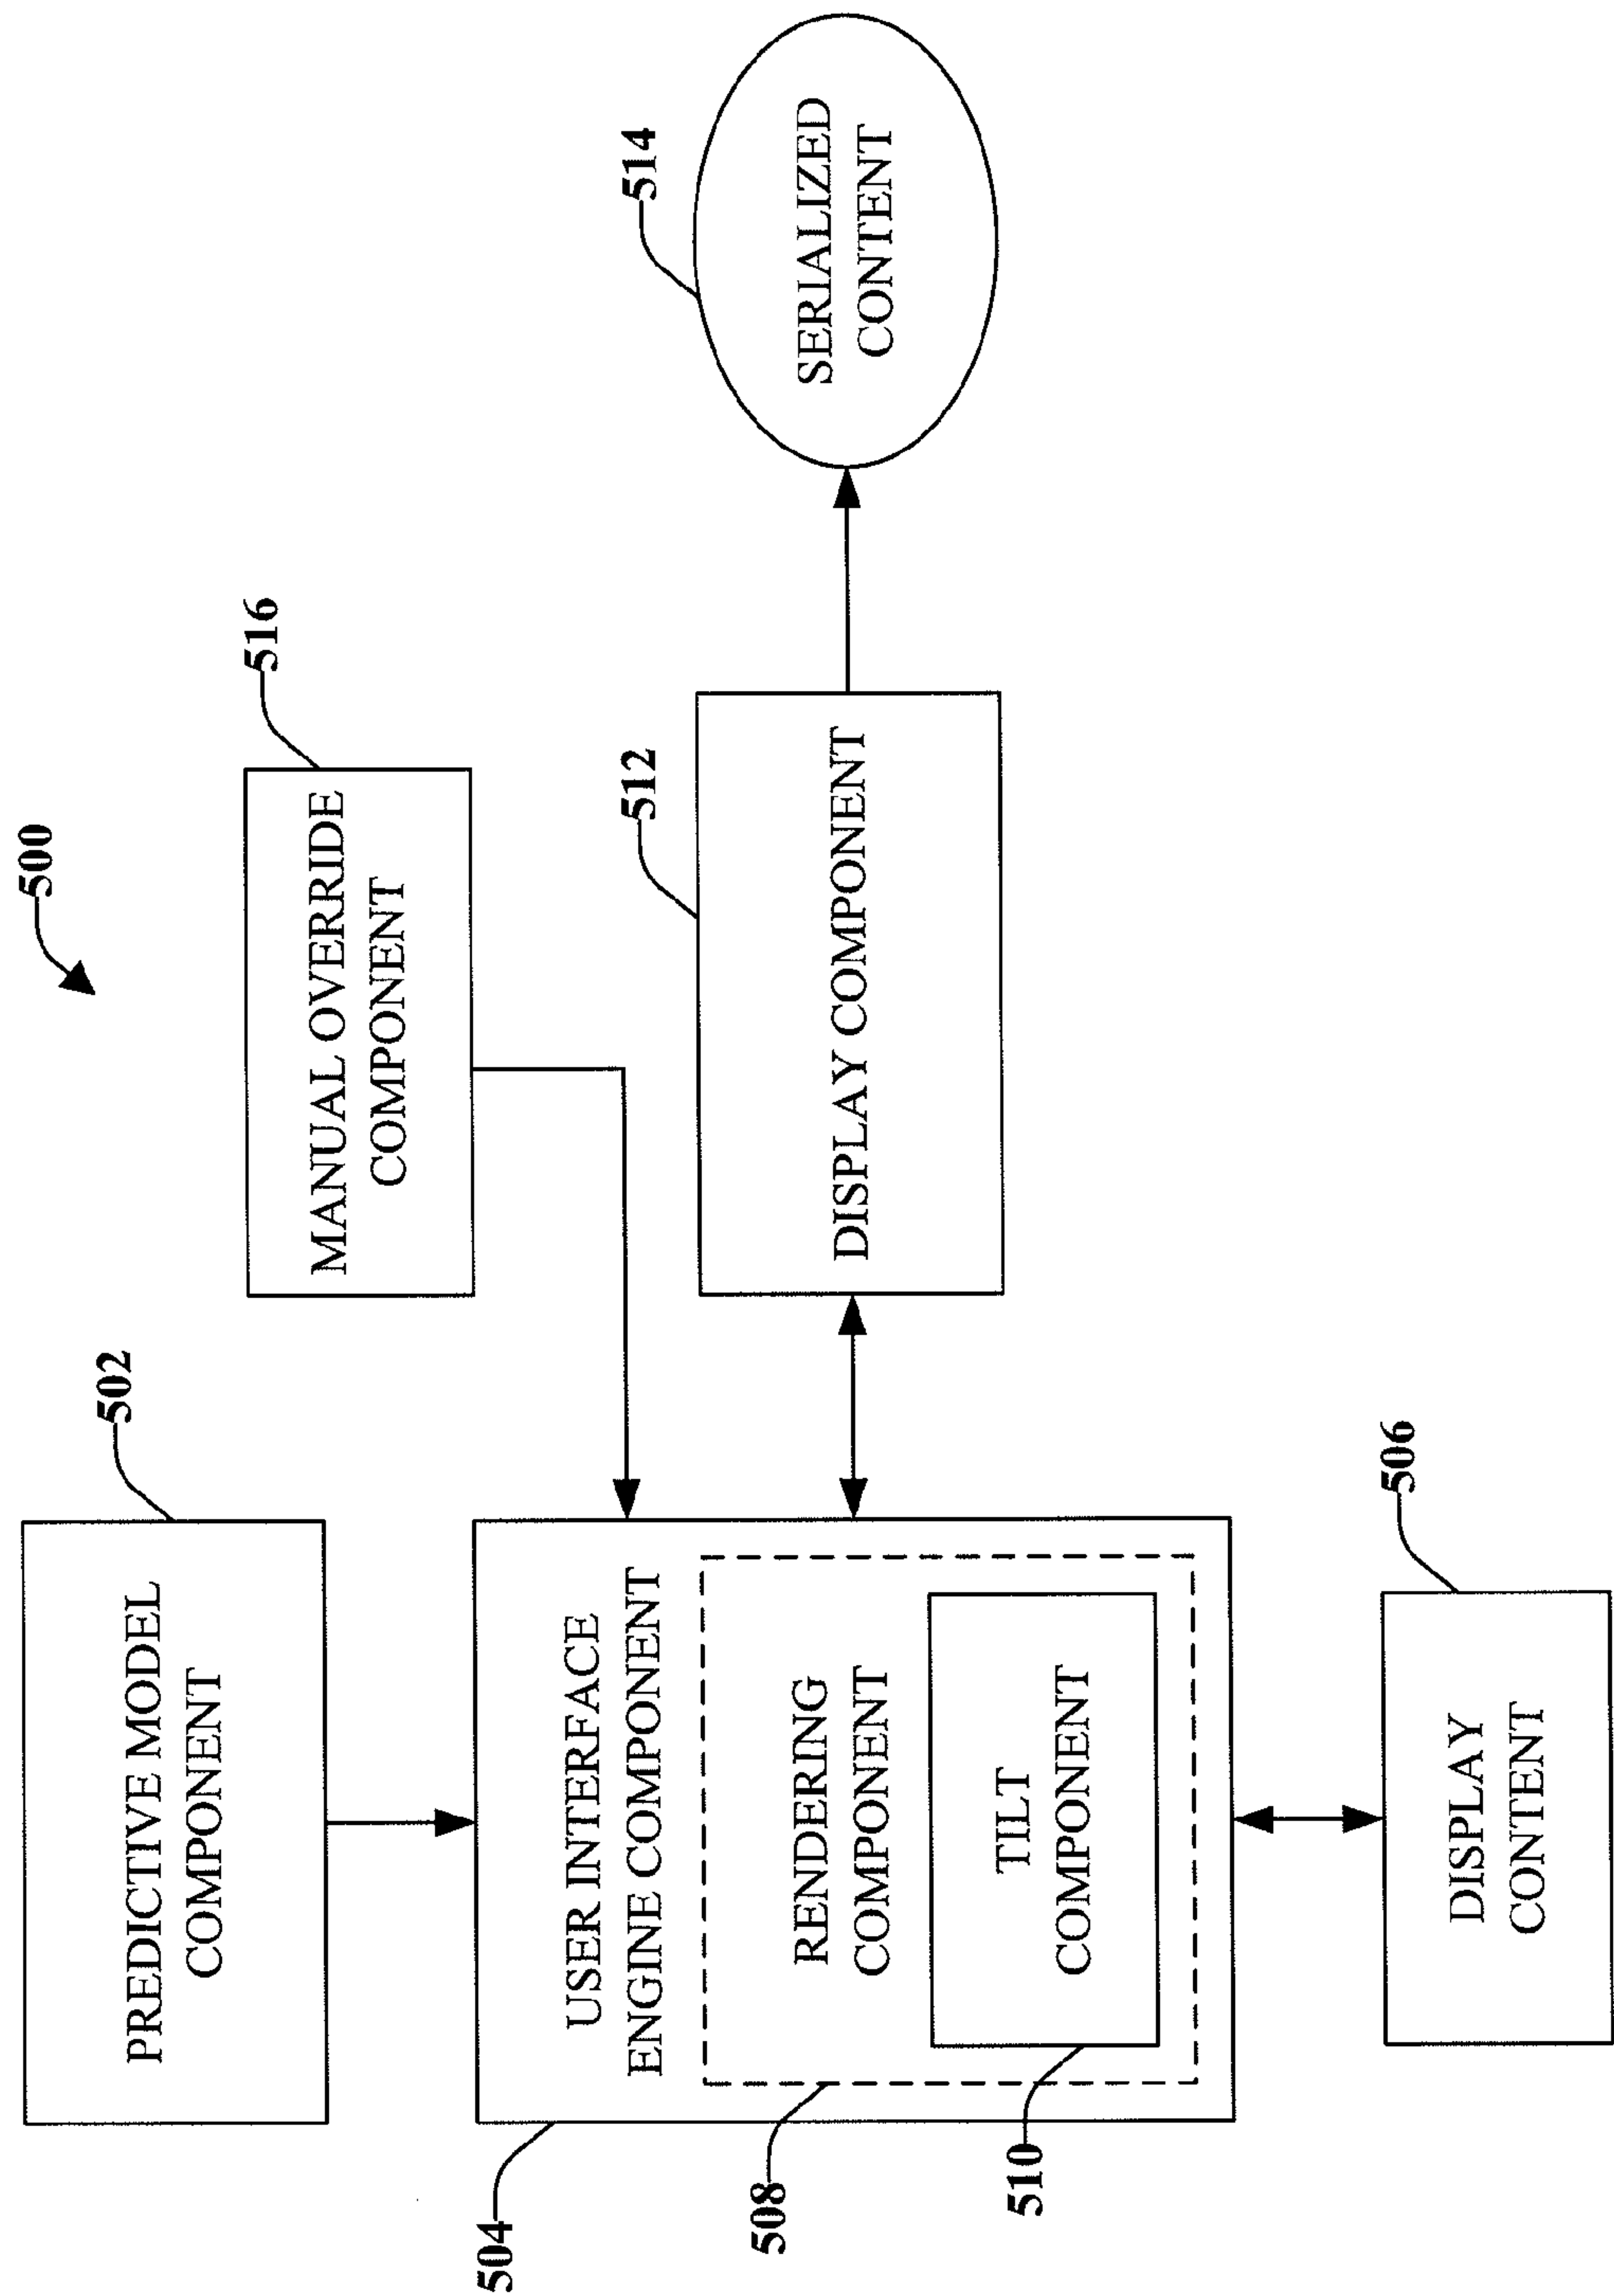 500
502
PREDICTIVE MODEL
COMPONENT
516
MANUAL OVERRIDE
COMPONENT
504
USER INTERFACE
ENGINE COMPONENT
508
RENDERING
COMPONENT
510
TILT
COMPONENT
512
DISPLAY COMPONENT
514
SERIALIZED
CONTENT
506
DISPLAY
CONTENT